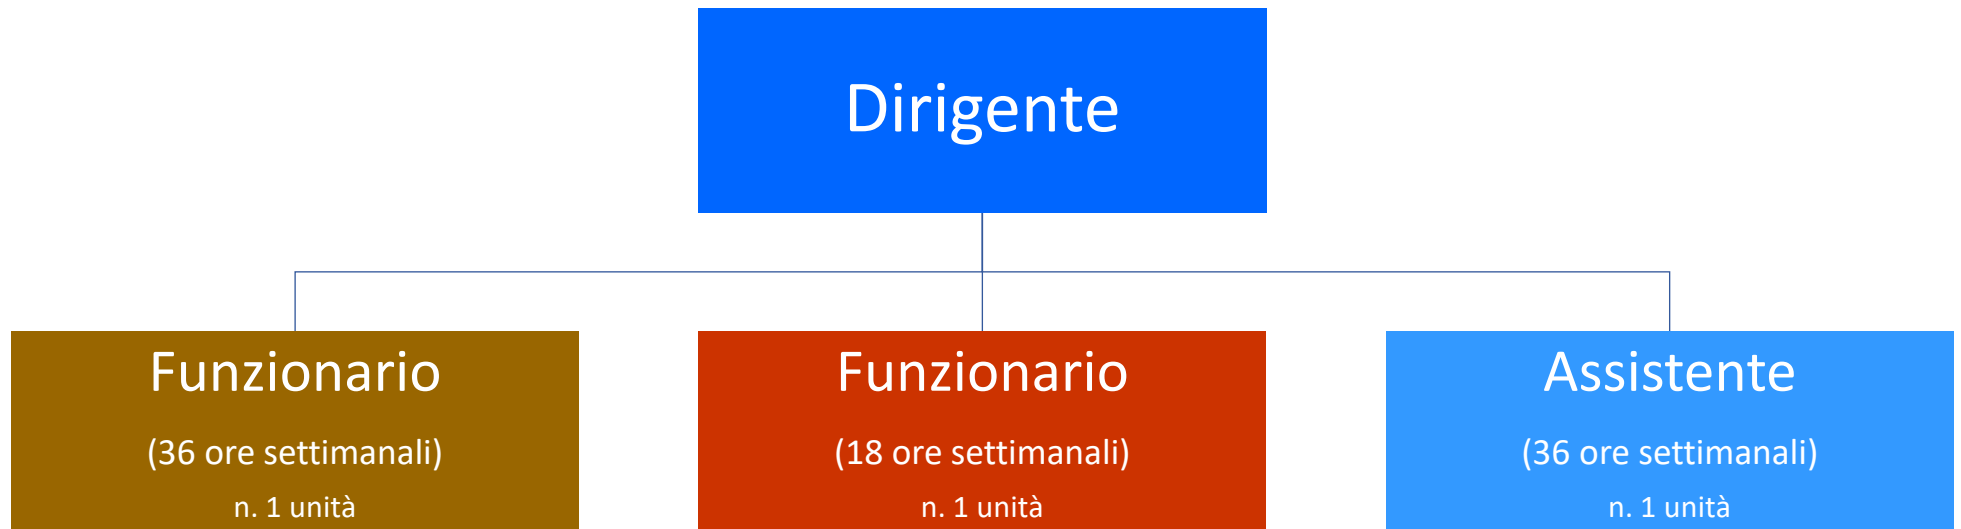 Dirigente
Funzionario
(36 ore settimanali)
n. 1 unità
Funzionario
(18 ore settimanali)
n. 1 unità
Assistente
(36 ore settimanali)
n. 1 unità